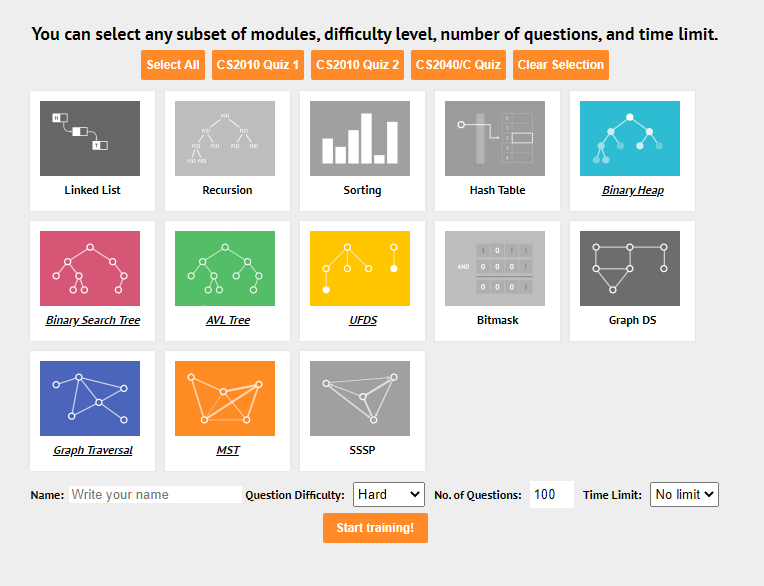 You can select any subset of modules, difficulty level, number of questions, and time limit.
Select All CS2010 Quiz 1 CS2010 Quiz 2 CS2040/C Quiz Clear Selection
Linked List Recursion Sorting Hash Table Binary Heap
AND
Binary Search Tree AVL Tree UFDS Bitmask Graph DS
Graph Traversal MST SSSP
Name: Write your name Question Difficulty: Hard No. of Questions: 100 Time Limit: No limit
Start training!